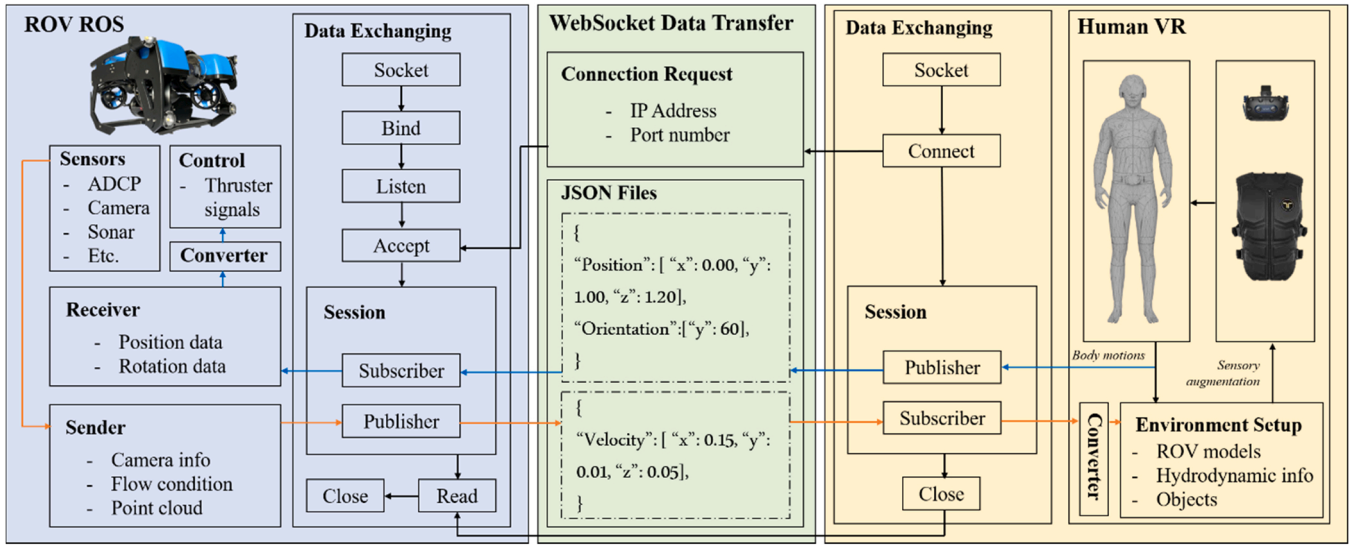 ROV ROS
Sensors
- ADCP
- Camera
- Sonar
- Etc.
Control
- Thruster
signals
Converter
Receiver
- Position data
- Rotation data
Sender
- Camera info
- Flow condition
- Point cloud
Data Exchanging
Socket
Bind
Listen
Accept
Session
Subscriber
Publisher
Close
Read
WebSocket Data Transfer
Connection Request
- IP Address
- Port number
JSON Files
{
“Position”: [ “x”: 0.00, “y”:
1.00, “z”: 1.20],
“Orientation”:[“y”: 60],
}
{
“Velocity”: [ “x”: 0.15, “y”:
0.01, “z”: 0.05],
}
Data Exchanging
Socket
Connect
Session
Publisher
Subscriber
Close
Human VR
Body motions
Sensory
augmentation
Converter
Environment Setup
- ROV models
- Hydrodynamic info
- Objects